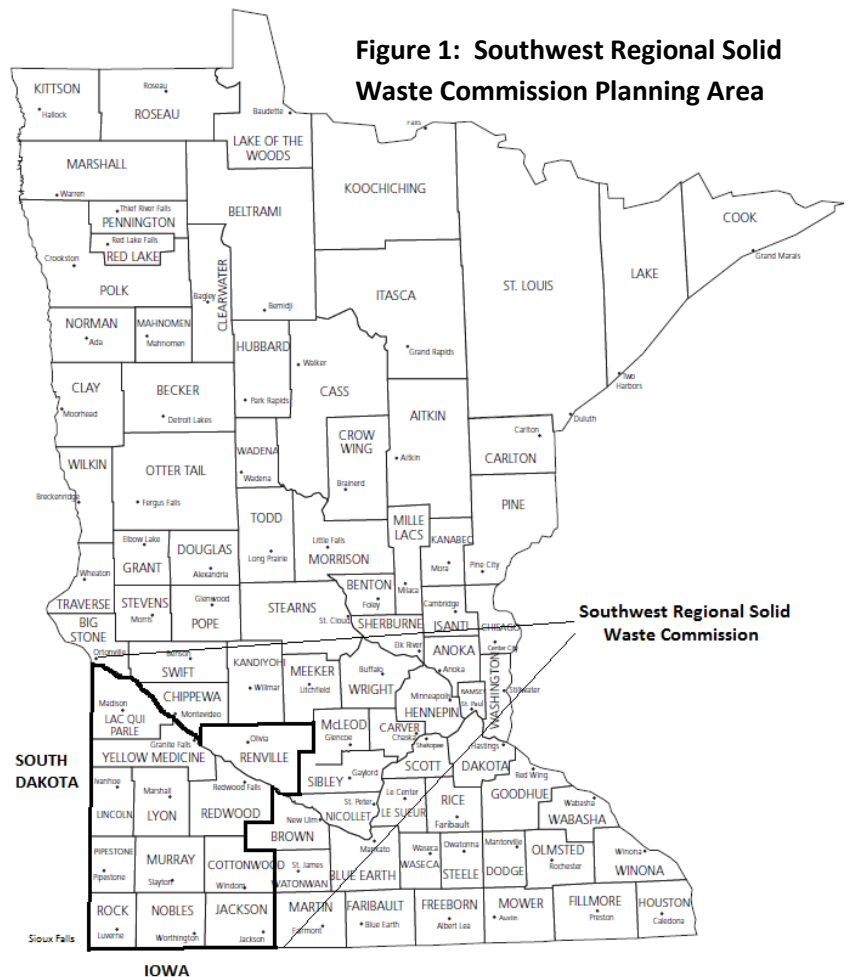 Figure 1: Southwest Regional Solid
Waste Commission Planning Area
KITTSON
Hallock
Roseau
ROSEAU
Baudette
LAKE OF THE
WOODS
Falls
MARSHALL
Warren
KOOCHICHING
BELTRAMI
Thief River Falls
PENNINGTON
Red Lake Falls
RED LAKE
Crookston
POLK
CLEARWATER
Bagley
Bemidji
COOK
Grand Marais
LAKE
ST. LOUIS
ITASCA
Grand Rapids
NORMAN
Ada
MAHNOMEN
Mahnomen
HUBBARD
Park Rapids
Walker
CASS
Two
Harbors
Duluth
CLAY
Moorhead
BECKER
Detroit Lakes
AITKIN
Aitkin
CROW
WING
Brainerd
Carlton
CARLTON
WADENA
Wadena
WILKIN
Breckenridge
OTTER TAIL
Fergus Falls
PINE
Pine City
TODD
Long Prairie
Little Falls
MORRISON
MILLE
LACS
Milaca
KANABEC
Mora
Elbow Lake
GRANT
DOUGLAS
Alexandria
Wheaton
TRAVERSE
BIG
STONE
Ortonville
STEVENS
Morris
Glenwood
POPE
STEARNS
St. Cloud
BENTON
Foley
SHERBURNE
Elk River
Cambridge
ISANTI
CHISAGO
Center City
Southwest Regional Solid
Waste Commission
ANOKA
Anoka
Benson
SWIFT
KANDIYOHI
Willmar
MEEKER
Litchfield
Buffalo
WRIGHT
Minneapolis
HENNEPIN
RAMSEY
St. Paul
WASHINGTON
Stillwater
Madison
LAC QUI
PARLE
CHIPPEWA
Montevideo
Granite Falls
YELLOW MEDICINE
Olivia
RENVILLE
McLEOD
Glencoe
CARVER
Chaska
Shakopee
SCOTT
Hastings
DAKOTA
SOUTH
DAKOTA
Ivanhoe
LINCOLN
Marshall
LYON
Redwood Falls
REDWOOD
SIBLEY
Gaylord
St. Peter
NICOLLET
New Ulm
BROWN
Le Center
LE SUEUR
RICE
Faribault
Red Wing
GOODHUE
Wabasha
WABASHA
PIPESTONE
Pipestone
MURRAY
Slayton
COTTONWOOD
Windom
St. James
WATONWAN
Mankato
BLUE EARTH
Waseca
WASECA
Owatonna
STEELE
Mantorville
DODGE
OLMSTED
Rochester
Winona
WINONA
ROCK
Luverne
NOBLES
Worthington
JACKSON
Jackson
MARTIN
Fairmont
FARIBAULT
Blue Earth
FREEBORN
Albert Lea
MOWER
Austin
FILLMORE
Preston
HOUSTON
Caledonia
Sioux Falls
IOWA